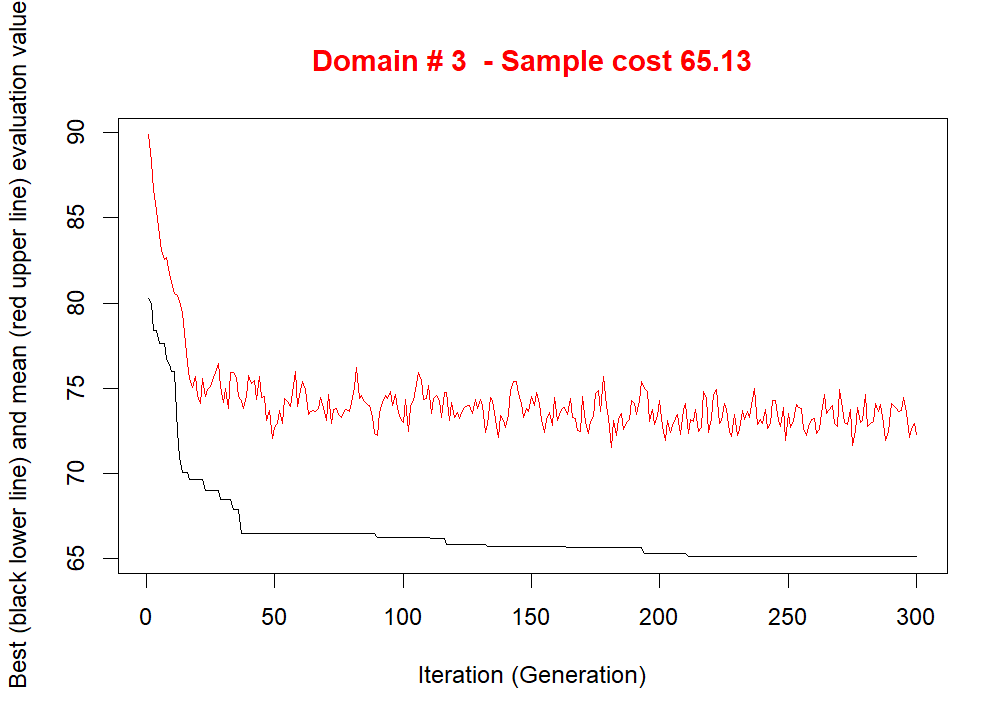 Domain # 3  - Sample cost 65.13
Best (black lower line) and mean (red upper line) evaluation value
90
85
80
75
70
65
0 50 100 150 200 250 300
Iteration (Generation)